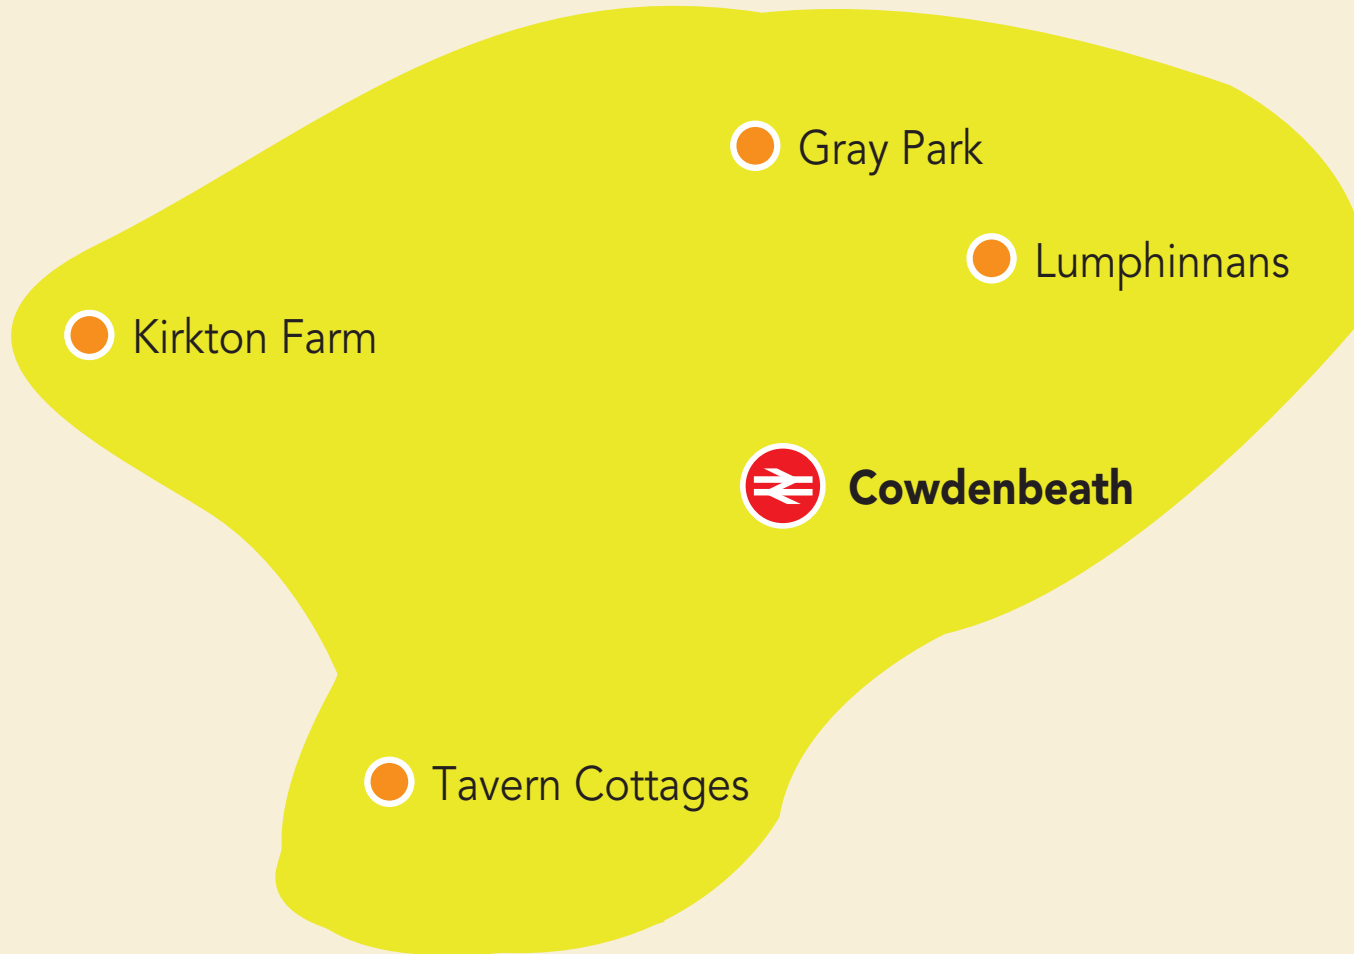 Gray Park
Lumphinnans
Kirkton Farm
Cowdenbeath
Tavern Cottages